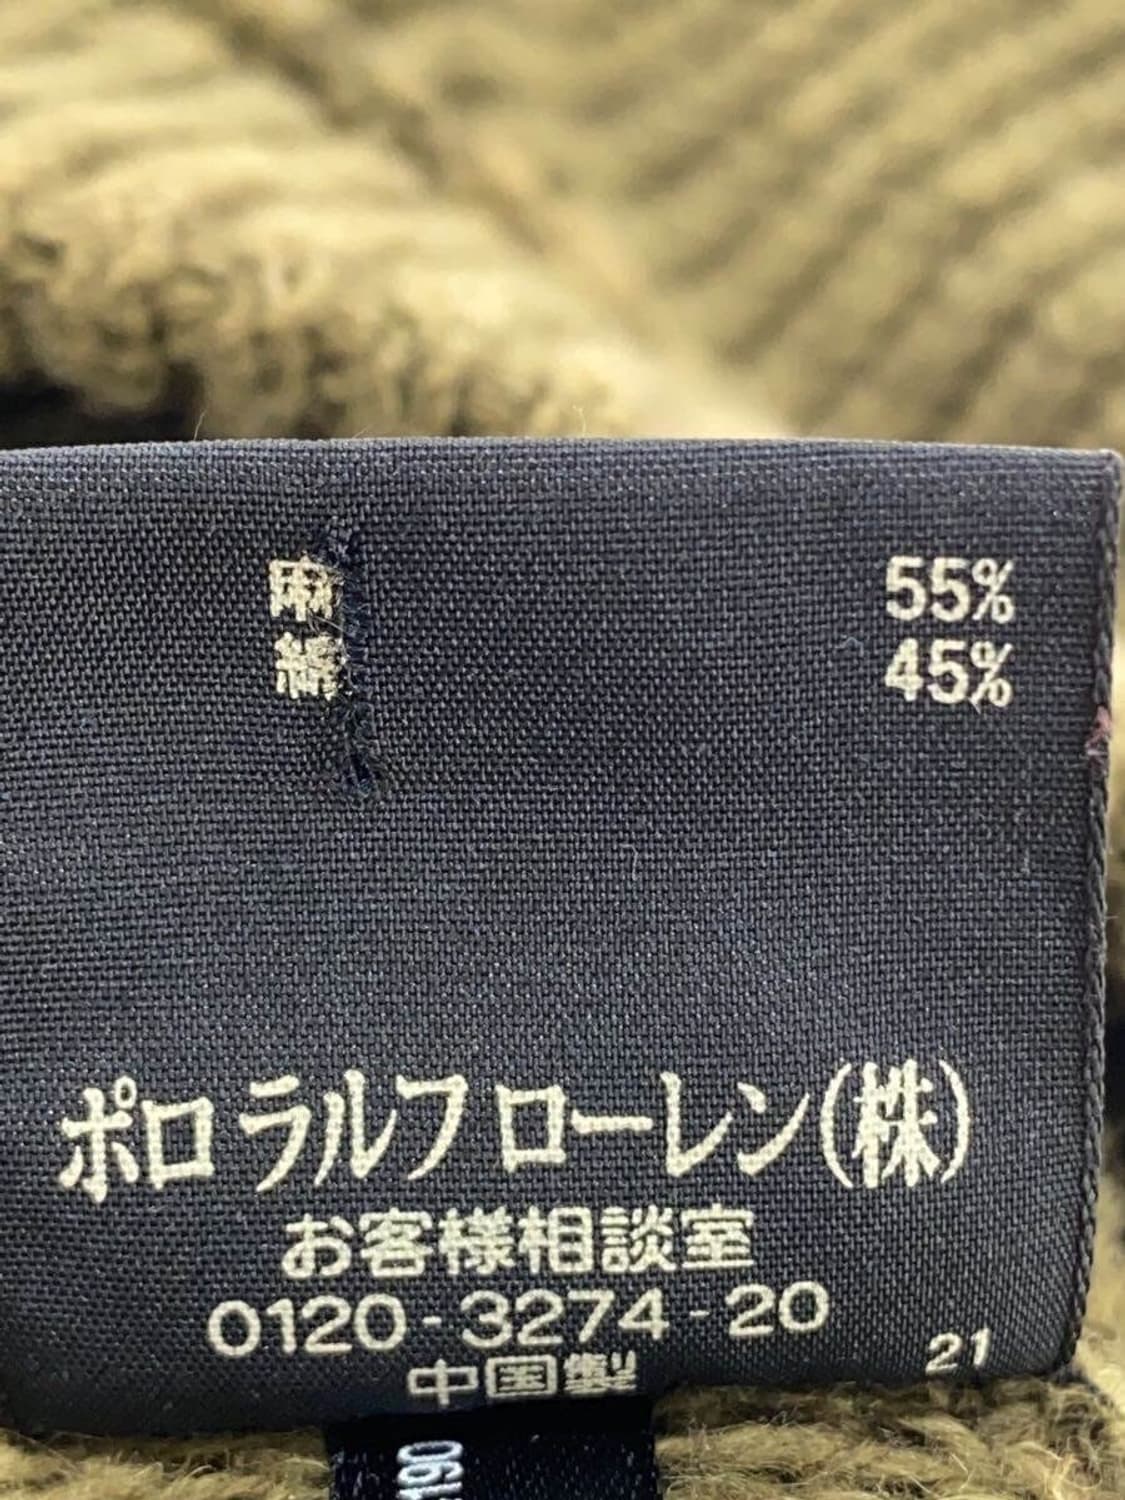 麻 55%
綿 45%
ポロ ラルフ ローレン(株)
お客様相談室
0120-3274-20
中国製
21
190